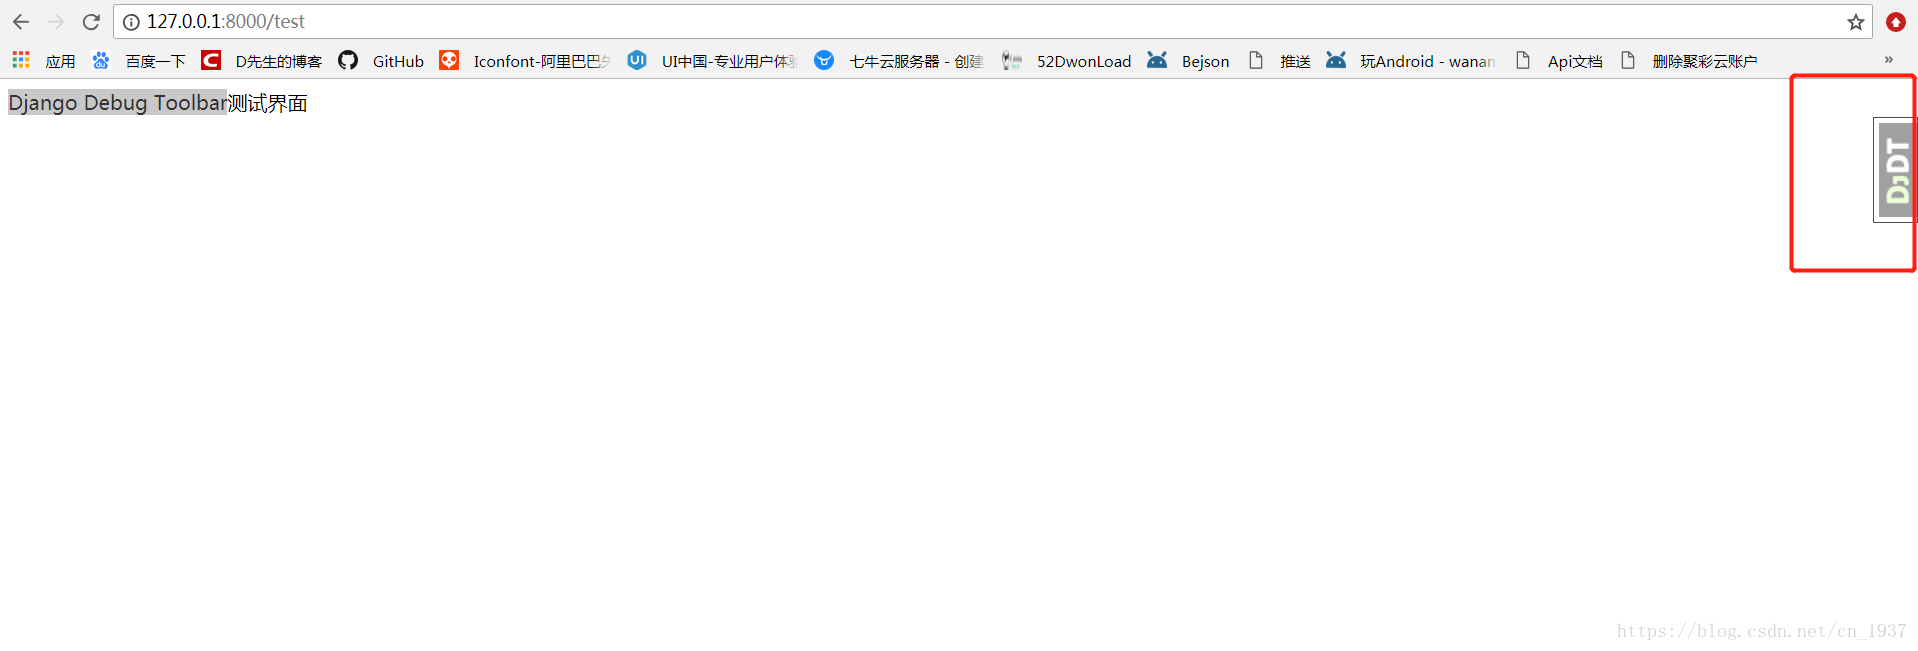 127.0.0.1:8000/test
应用 百度一下 D先生的博客 GitHub Iconfont-阿里巴巴 UI中国-专业用户体验 七牛云服务器 - 创建 52DwonLoad Bejson 推送 玩Android - wanan Api文档 删除聚彩云账户 »
Django Debug Toolbar测试界面
DjDT
https://blog.csdn.net/cn_1937